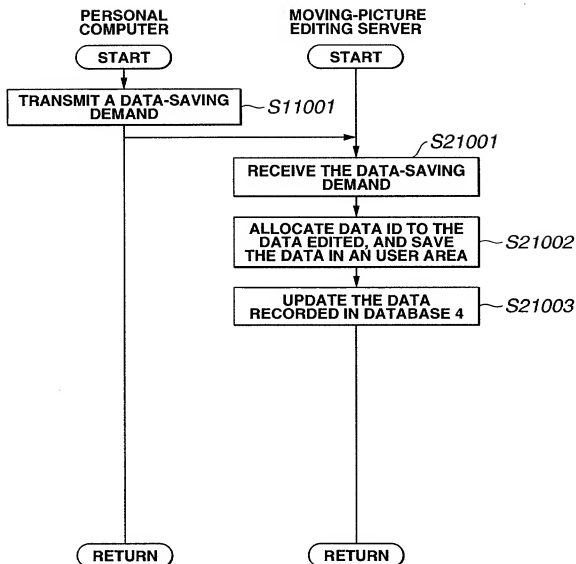 PERSONAL
COMPUTER
MOVING-PICTURE
EDITING SERVER
START
START
TRANSMIT A DATA-SAVING
DEMAND
S11001
S21001
RECEIVE THE DATA-SAVING
DEMAND
ALLOCATE DATA ID TO THE
DATA EDITED, AND SAVE
THE DATA IN AN USER AREA
S21002
UPDATE THE DATA
RECORDED IN DATABASE 4
S21003
RETURN
RETURN